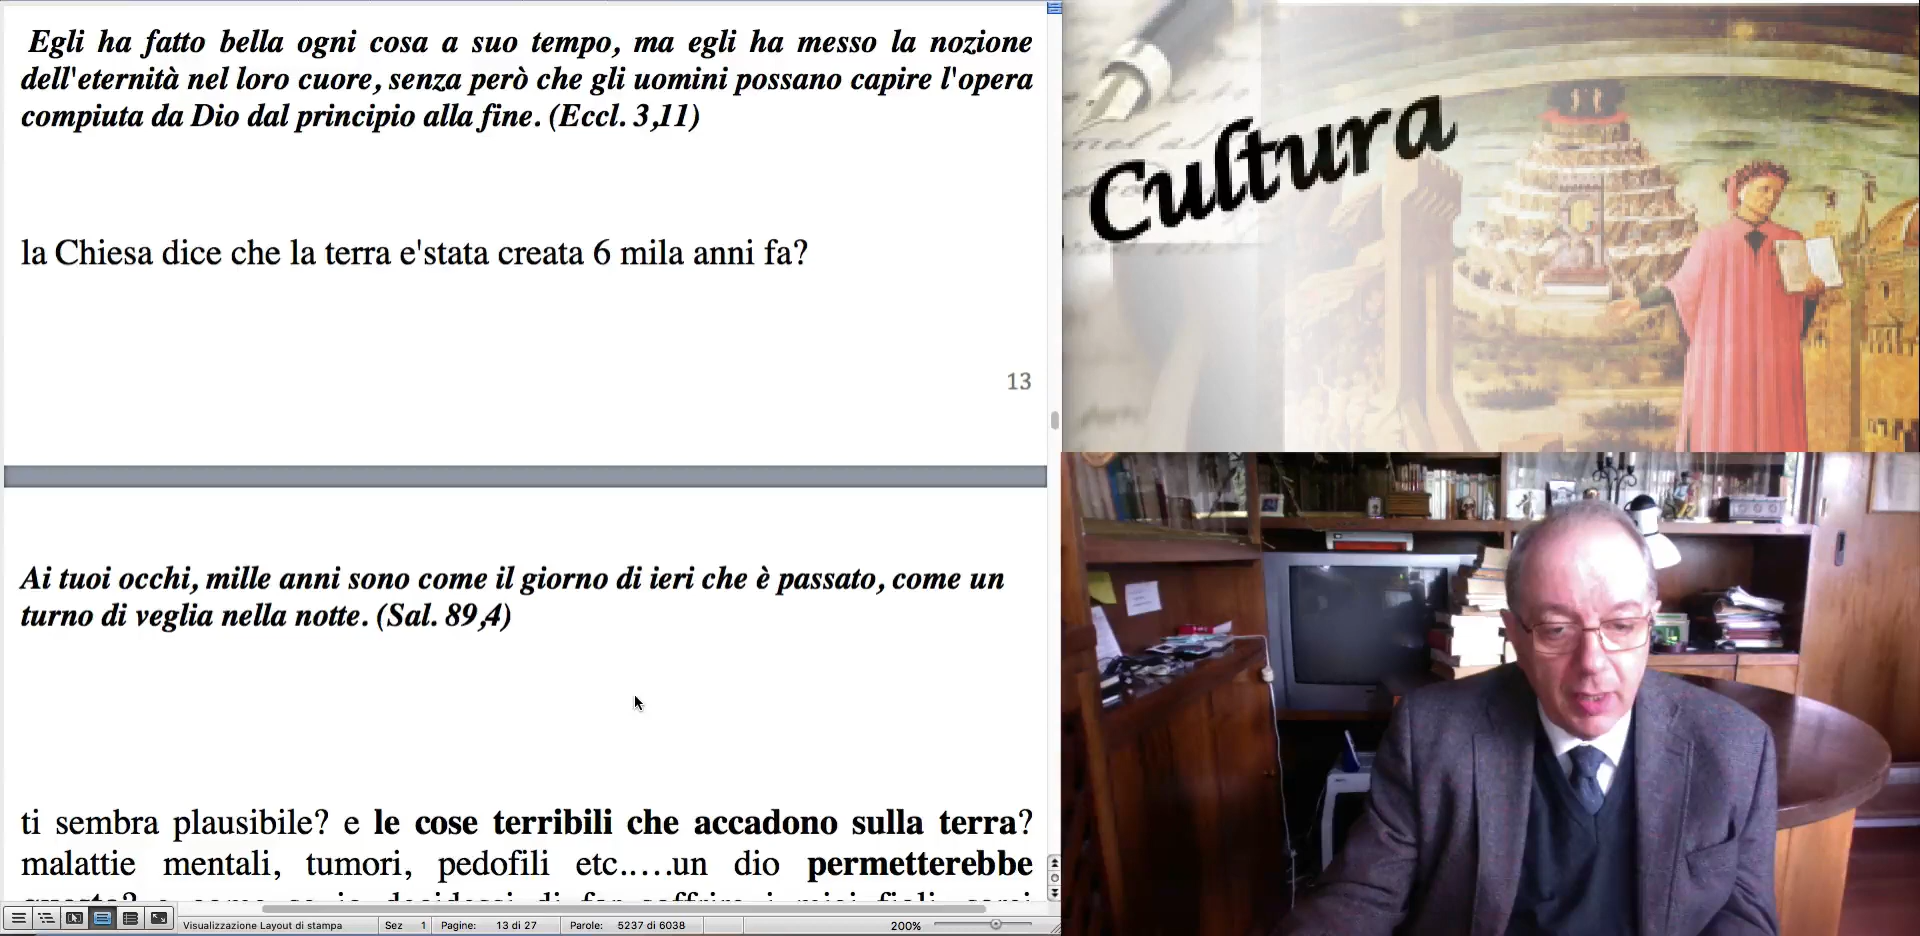 Egli ha fatto bella ogni cosa a suo tempo, ma egli ha messo la nozione
dell'eternità nel loro cuore, senza però che gli uomini possano capire l'opera
compiuta da Dio dal principio alla fine. (Eccl. 3,11)
la Chiesa dice che la terra e'stata creata 6 mila anni fa?
13
Ai tuoi occhi, mille anni sono come il giorno di ieri che è passato, come un
turno di veglia nella notte. (Sal. 89,4)
ti sembra plausibile? e le cose terribili che accadono sulla terra?
malattie mentali, tumori, pedofili etc.....un dio permetterebbe
Visualizzazione Layout di stampa Sez 1 Pagine: 13 di 27 Parole: 5237 di 6038 200%
Cultura